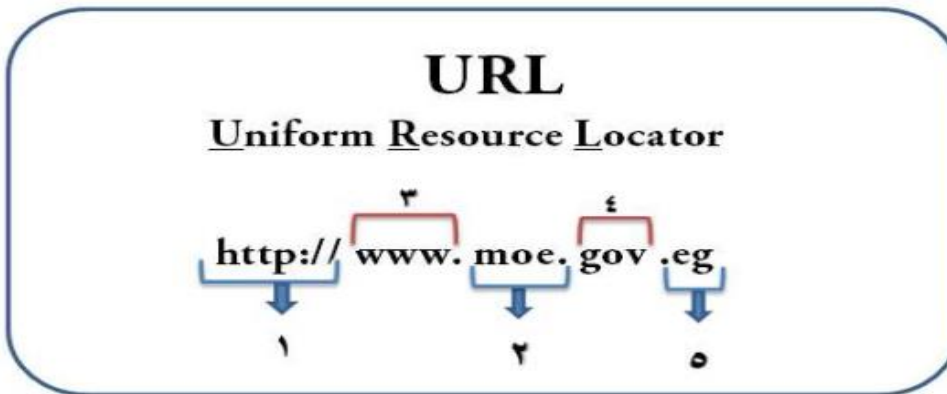 URL
Uniform Resource Locator
٣ ٤
http:// www. moe. gov .eg
١ ٢ ٥